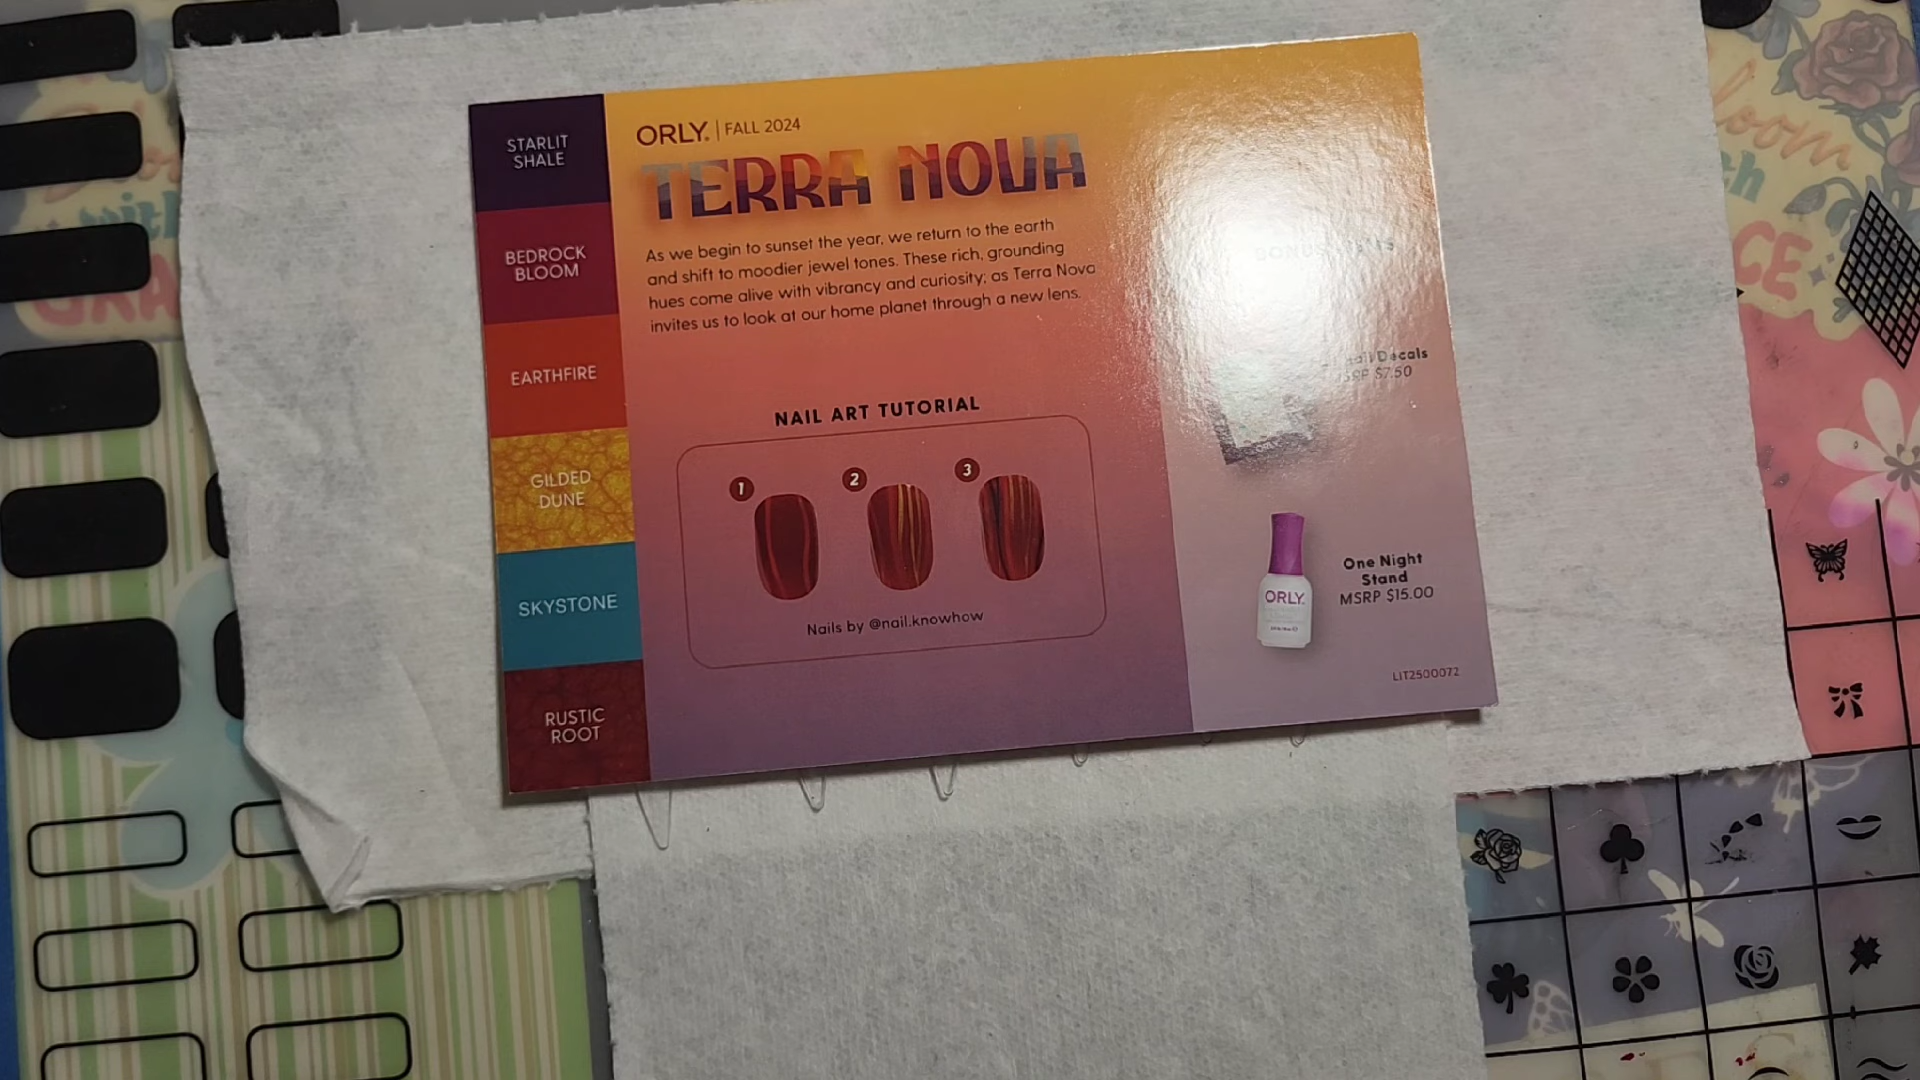 STARLIT
SHALE
BEDROCK
BLOOM
EARTHFIRE
GILDED
DUNE
SKYSTONE
RUSTIC
ROOT
ORLY. | FALL 2024
TERRA NOVA
As we begin to sunset the year, we return to the earth
and shift to moodier jewel tones. These rich, grounding
hues come alive with vibrancy and curiosity; as Terra Nova
invites us to look at our home planet through a new lens.
NAIL ART TUTORIAL
1
2
3
Nails by @nail.knowhow
Decals
$7.50
One Night
Stand
MSRP $15.00
ORLY
LIT2500072
with